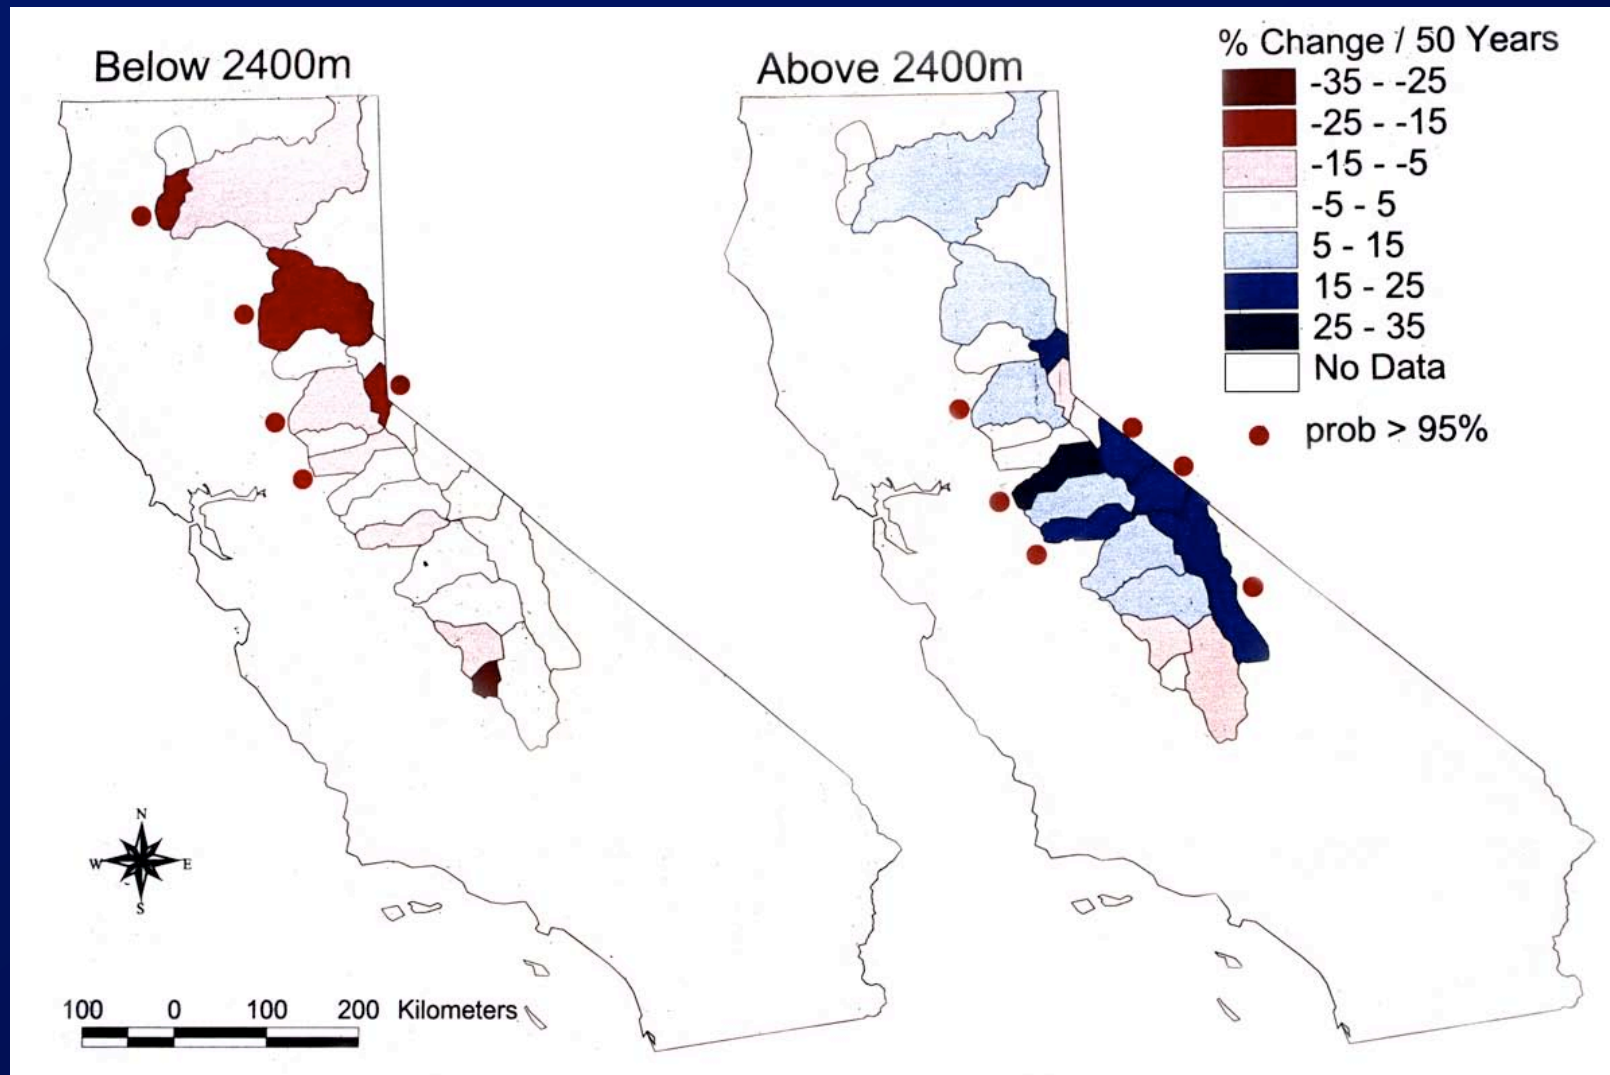 Below 2400m
Above 2400m
% Change / 50 Years
-35 - -25
-25 - -15
-15 - -5
-5 - 5
5 - 15
15 - 25
25 - 35
No Data
prob > 95%
N
W E
S
100 0 100 200 Kilometers